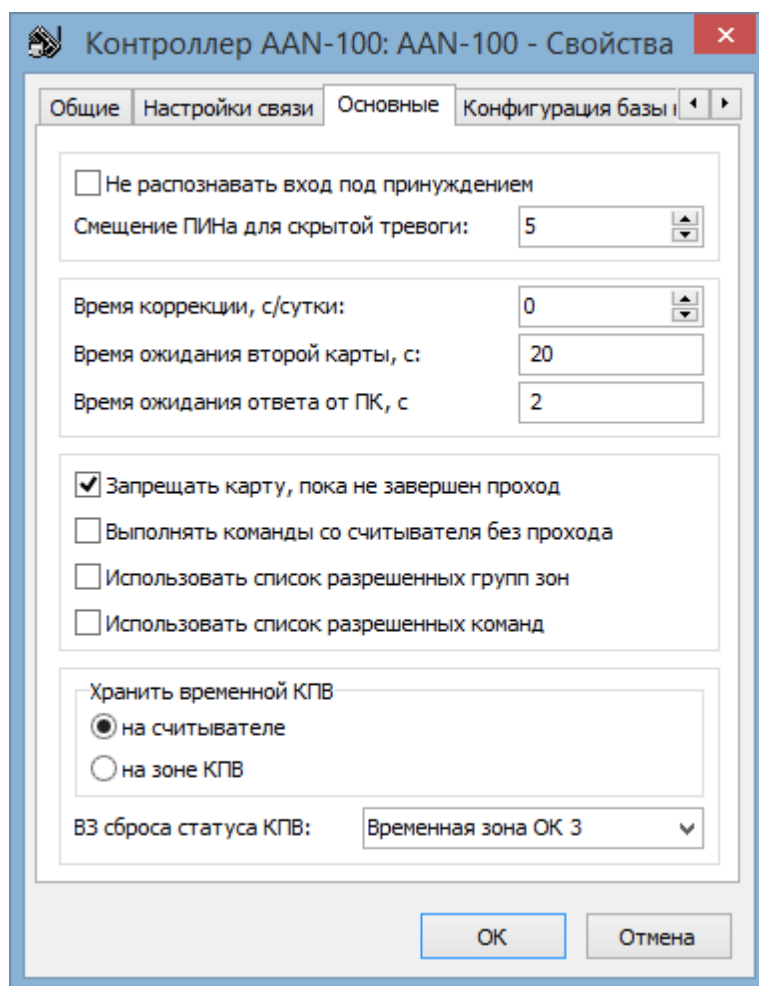 Контроллер AAN-100: AAN-100 - Свойства
Общие Настройки связи Основные Конфигурация базы
Не распознавать вход под принуждением
Смещение ПИНа для скрытой тревоги: 5
Время коррекции, с/сутки: 0
Время ожидания второй карты, с: 20
Время ожидания ответа от ПК, с 2
Запрещать карту, пока не завершен проход
Выполнять команды со считывателя без прохода
Использовать список разрешенных групп зон
Использовать список разрешенных команд
Хранить временной КПВ
на считывателе
на зоне КПВ
ВЗ сброса статуса КПВ: Временная зона ОК 3
ОК Отмена